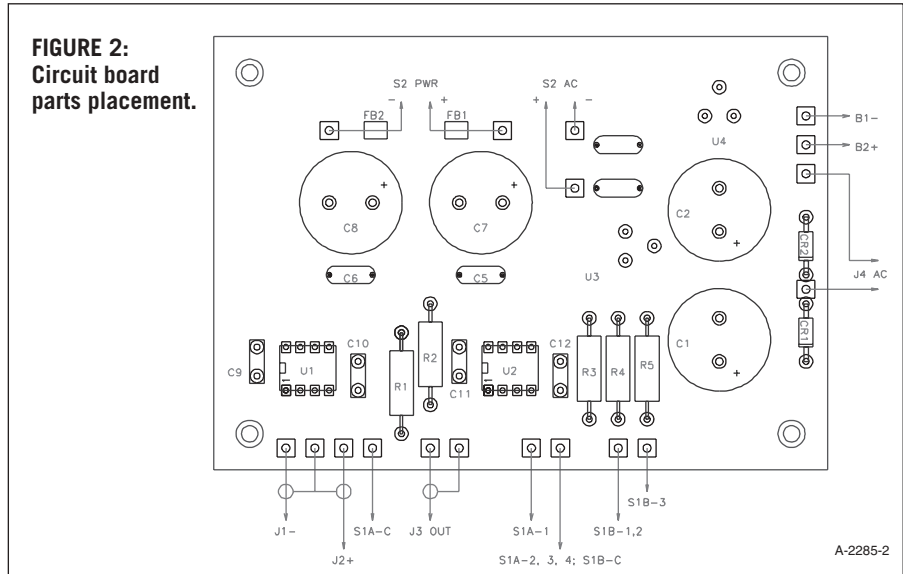 FIGURE 2:
Circuit board
parts placement.
S2 PWR
S2 AC
- FB2 + FB1 + -
U4
B1-
B2+
+ +
C8 C7
C2
+
CR2
C6 C5
U3
J4 AC
C10 R2 C12
C1
CR1
C9 U1 R1 U2 R3 R4 R5
1 1
C11
+
S1B-3
J1- S1A-C J3 OUT S1A-1 S1B-1,2
J2+ S1A-2, 3, 4; S1B-C
A-2285-2